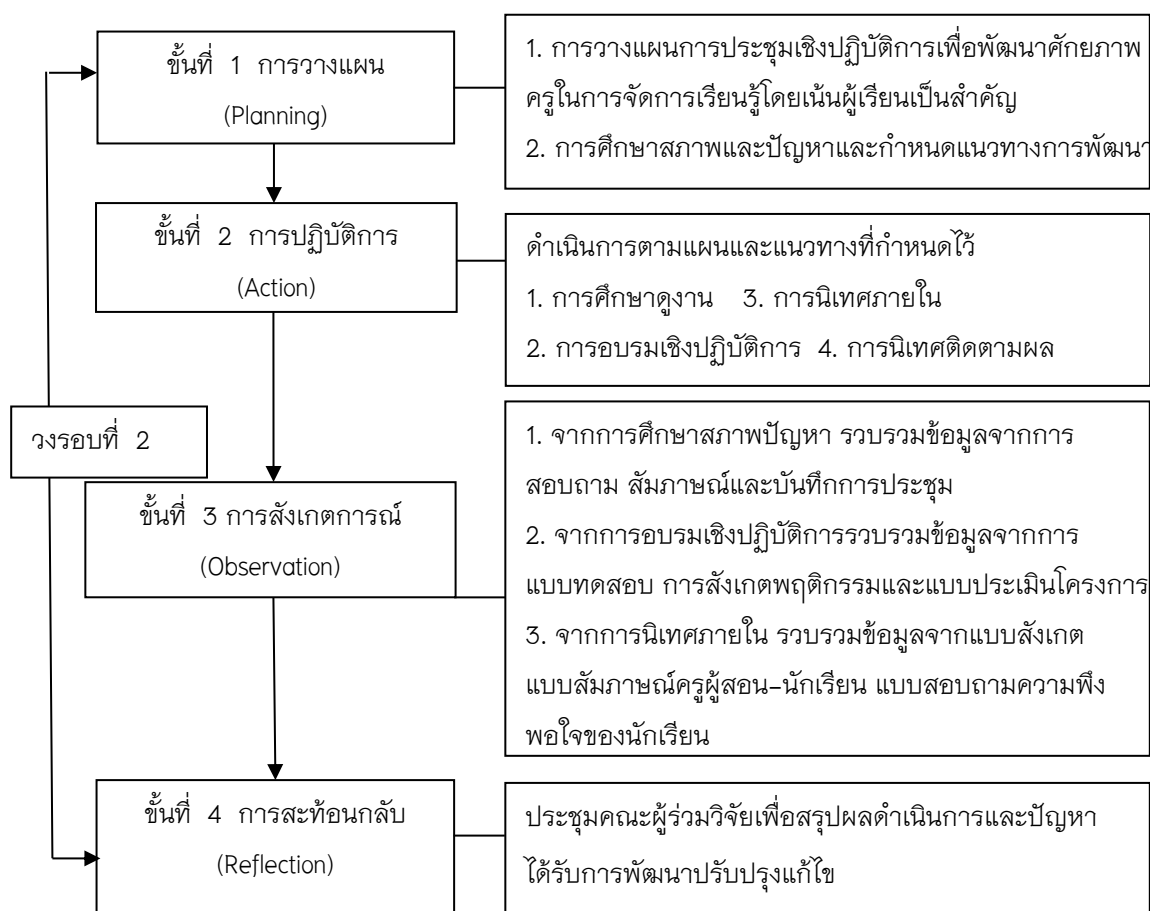 ขั้นที่ 1 การวางแผน
(Planning)
1. การวางแผนการประชุมเชิงปฏิบัติการเพื่อพัฒนาศักยภาพ
ครูในการจัดการเรียนรู้โดยเน้นผู้เรียนเป็นสำคัญ
2. การศึกษาสภาพและปัญหาและกำหนดแนวทางการพัฒนา
ขั้นที่ 2 การปฏิบัติการ
(Action)
ดำเนินการตามแผนและแนวทางที่กำหนดไว้
1. การศึกษาดูงาน 3. การนิเทศภายใน
2. การอบรมเชิงปฏิบัติการ 4. การนิเทศติดตามผล
วงรอบที่ 2
ขั้นที่ 3 การสังเกตการณ์
(Observation)
1. จากการศึกษาสภาพปัญหา รวบรวมข้อมูลจากการ
สอบถาม สัมภาษณ์และบันทึกการประชุม
2. จากการอบรมเชิงปฏิบัติการรวบรวมข้อมูลจากการ
แบบทดสอบ การสังเกตพฤติกรรมและแบบประเมินโครงการ
3. จากการนิเทศภายใน รวบรวมข้อมูลจากแบบสังเกต
แบบสัมภาษณ์ครูผู้สอน-นักเรียน แบบสอบถามความพึง
พอใจของนักเรียน
ขั้นที่ 4 การสะท้อนกลับ
(Reflection)
ประชุมคณะผู้ร่วมวิจัยเพื่อสรุปผลดำเนินการและปัญหา
ได้รับการพัฒนาปรับปรุงแก้ไข